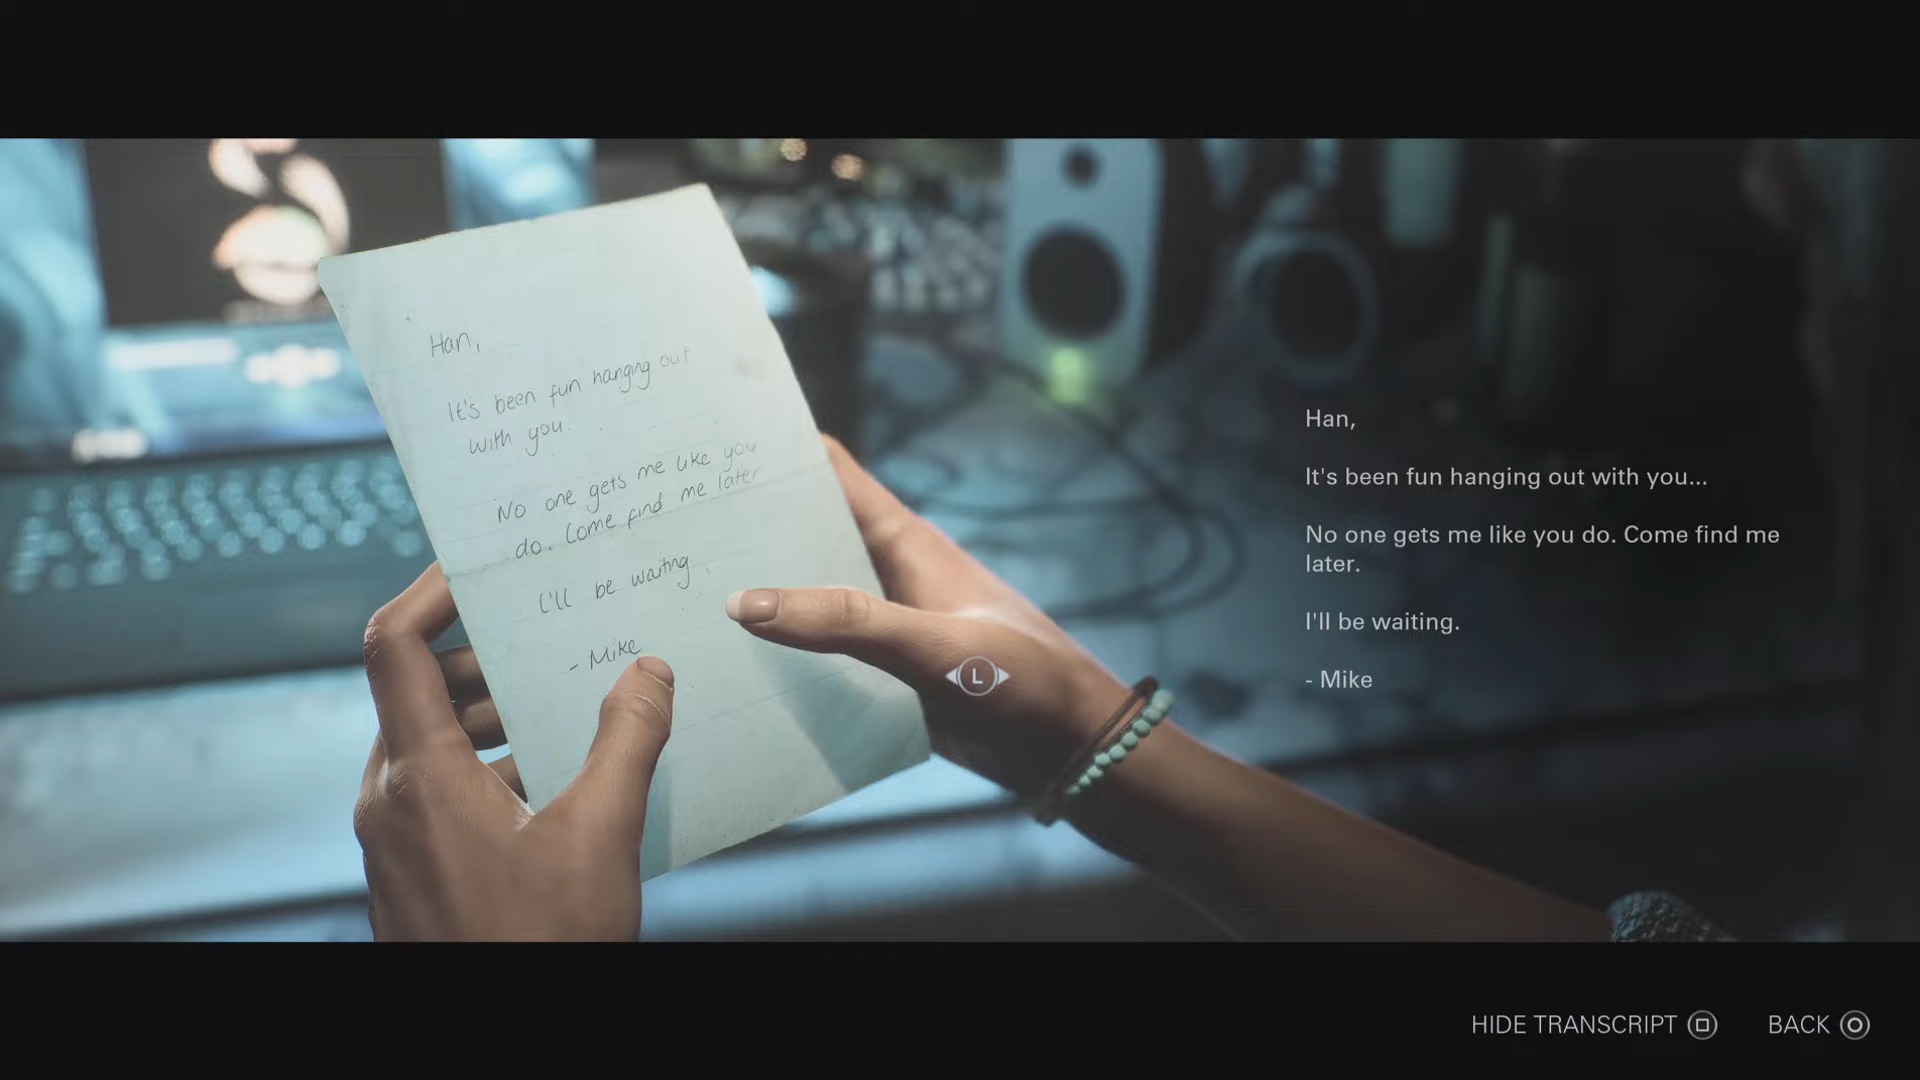 Han,
It's been fun hanging out
with you.
No one gets me like you
do. Come find me later
I'll be waiting
- Mike
L
Han,
It's been fun hanging out with you...
No one gets me like you do. Come find me
later.
I'll be waiting.
- Mike
HIDE TRANSCRIPT
BACK